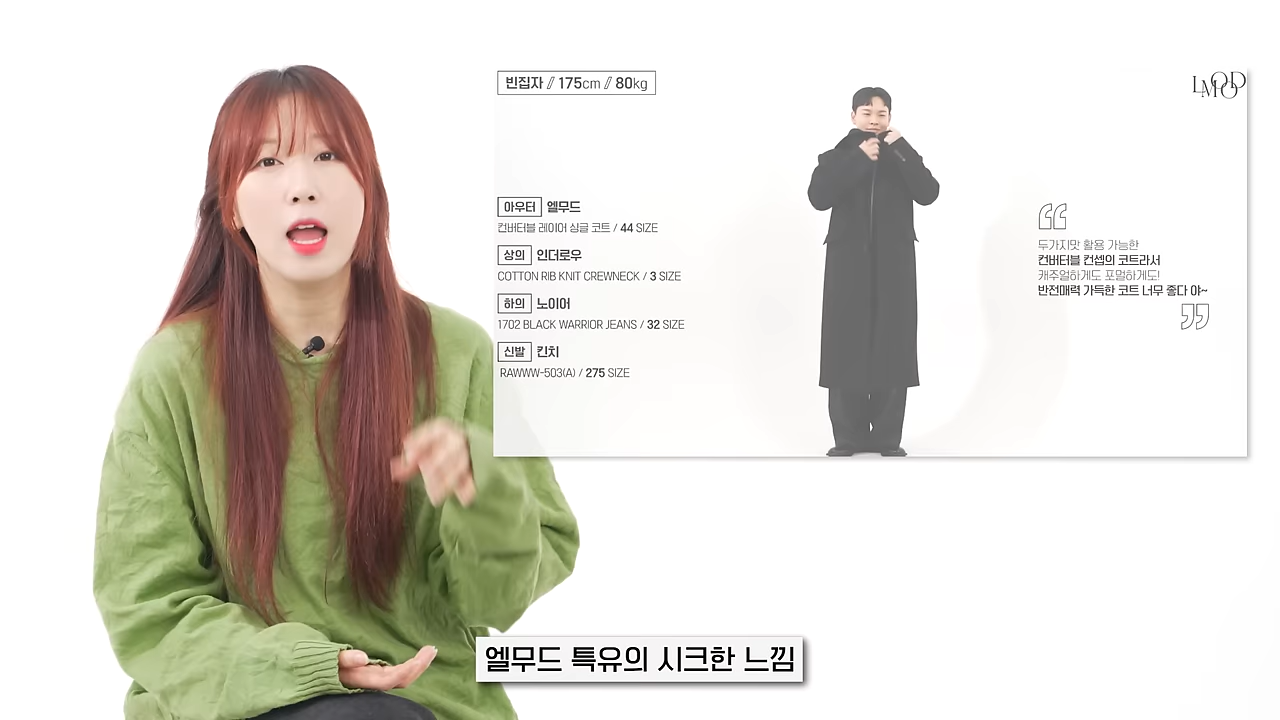 빈집자 // 175cm // 80kg
LMOOD
아우터 엘무드
컨버터블 레이어 싱글 코트 / 44 SIZE
상의 인더로우
COTTON RIB KNIT CREWNECK / 3 SIZE
하의 노이어
1702 BLACK WARRIOR JEANS / 32 SIZE
신발 킨치
RAWWW-503(A) / 275 SIZE
“
두가지맛 활용 가능한
컨버터블 컨셉의 코트라서
캐주얼하게도 포멀하게도!
반전매력 가득한 코트 너무 좋다 야~
”
엘무드 특유의 시크한 느낌